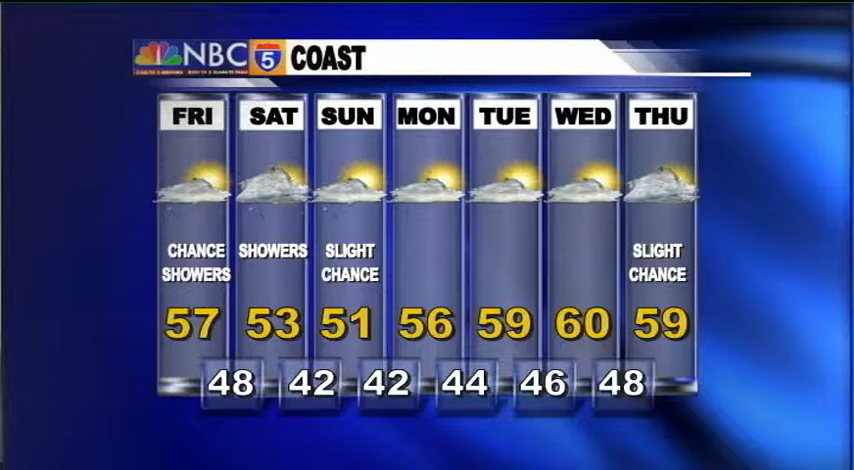 NBC 5 COAST
FRI SAT SUN MON TUE WED THU
CHANCE SHOWERS SLIGHT SLIGHT
SHOWERS CHANCE CHANCE
57 53 51 56 59 60 59
48 42 42 44 46 48